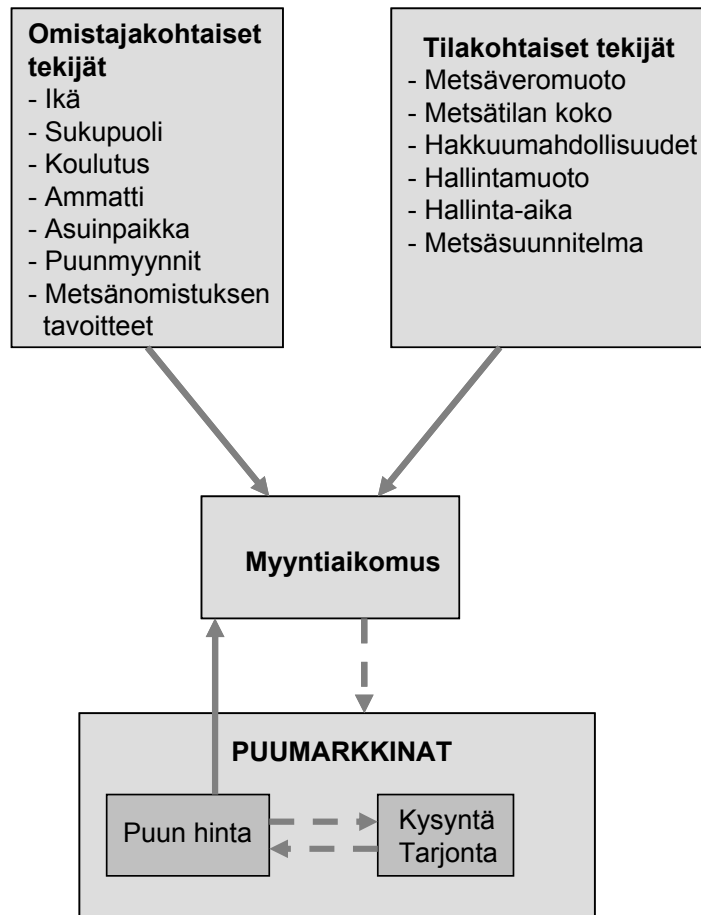 Omistajakohtaiset
tekijät
- Ikä
- Sukupuoli
- Koulutus
- Ammatti
- Asuinpaikka
- Puunmyynnit
- Metsänomistuksen
tavoitteet
Tilakohtaiset tekijät
- Metsäveromuoto
- Metsätilan koko
- Hakkuumahdollisuudet
- Hallintamuoto
- Hallinta-aika
- Metsäsuunnitelma
Myyntiaikomus
PUUMARKKINAT
Puun hinta
Kysyntä
Tarjonta